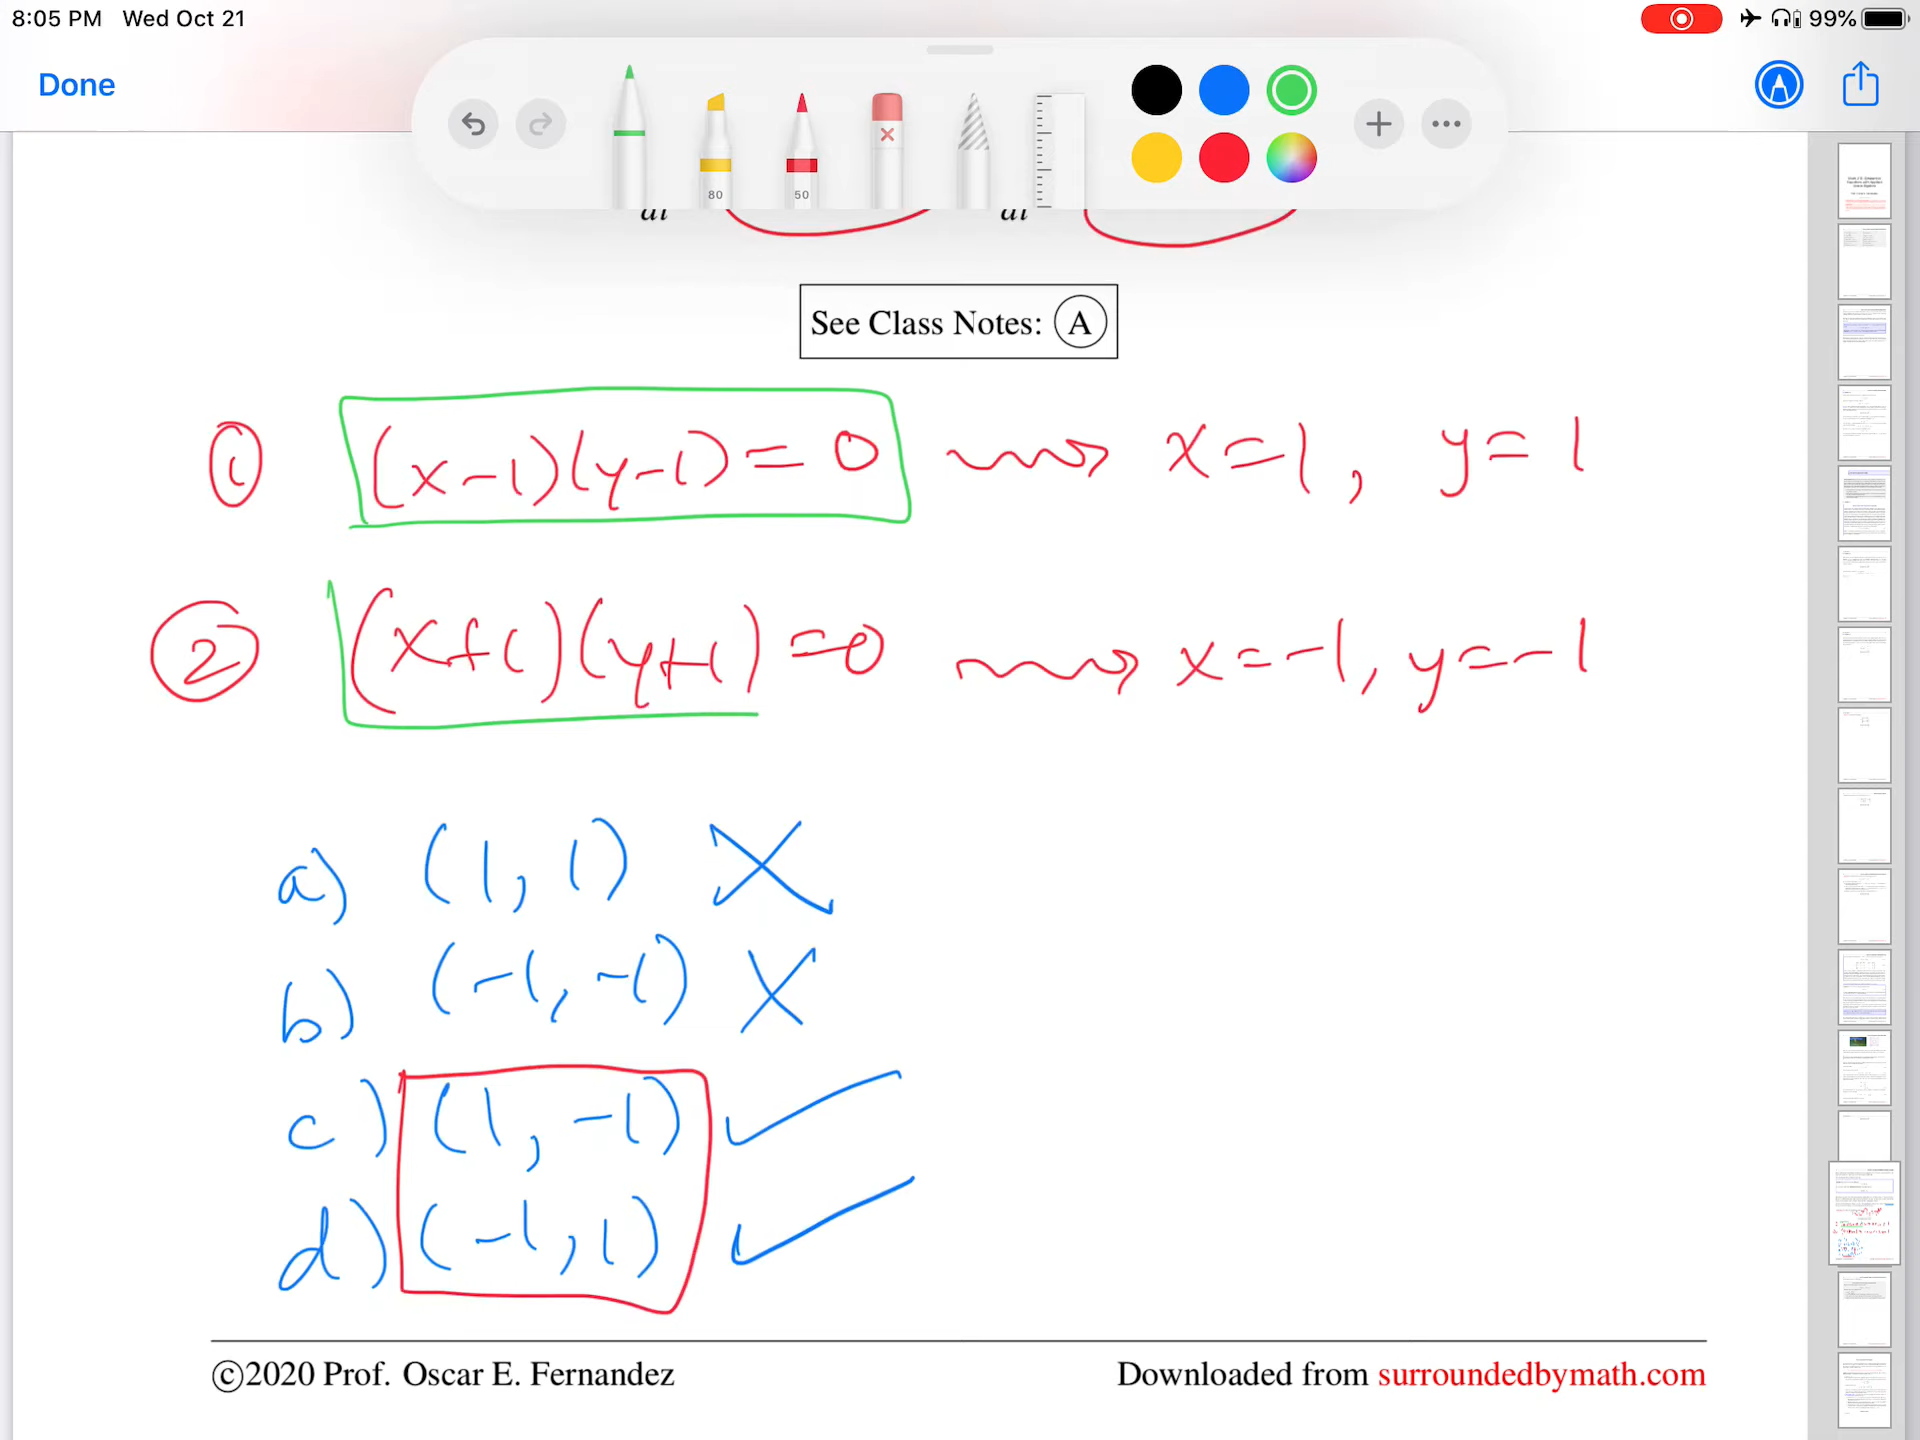 8:05 PM Wed Oct 21
99%
Done
80
50
dt dt
See Class Notes: A
1 (x-1)(y-1)=0 x=1, y=1
2 (x+1)(y+1)=0 x=-1, y=-1
a) (1, 1) X
b) (-1, -1) X
c) (1, -1) ✓
d) (-1, 1) ✓
©2020 Prof. Oscar E. Fernandez
Downloaded from surroundedbymath.com